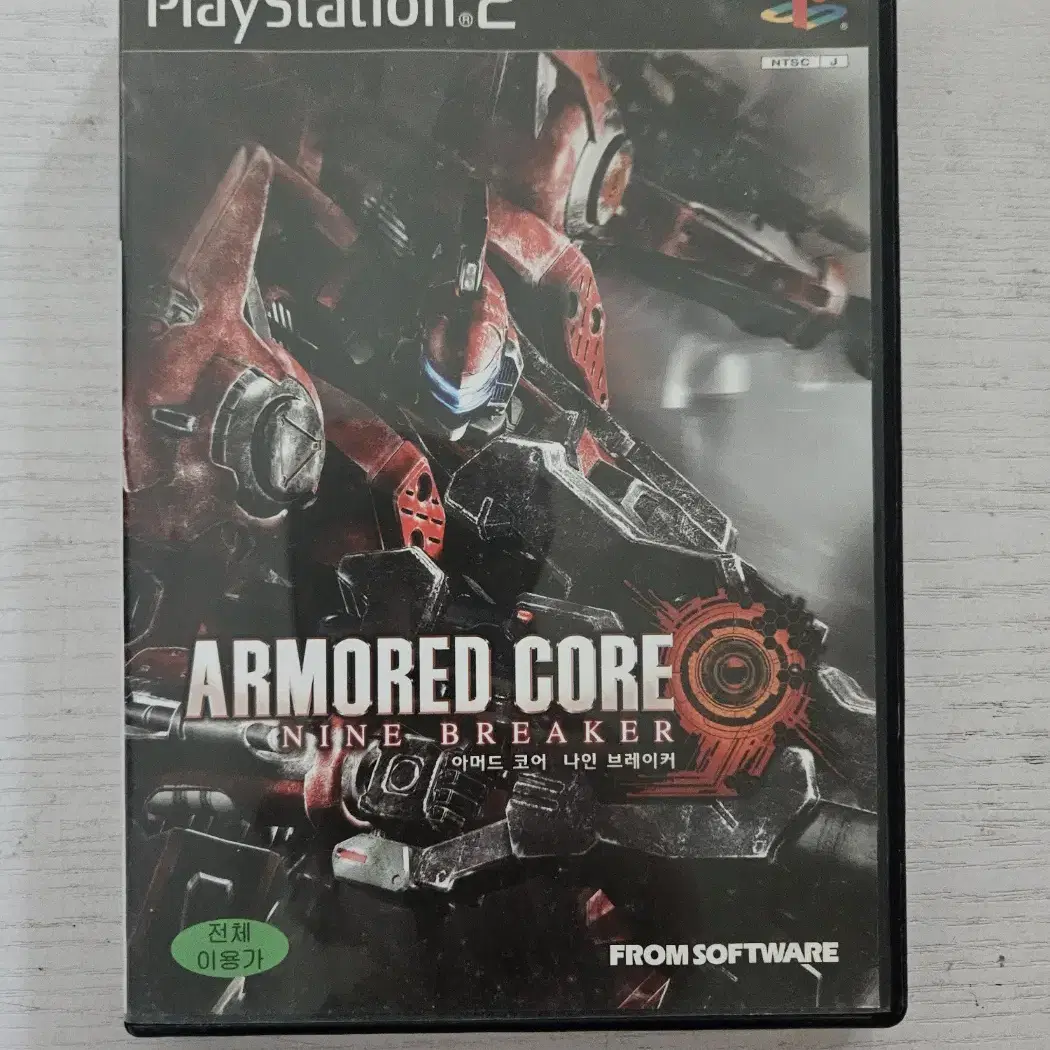 PlayStation®2
NTSC J
ARMORED CORE
NINE BREAKER
아머드 코어 나인 브레이커
전체
이용가
FROM SOFTWARE